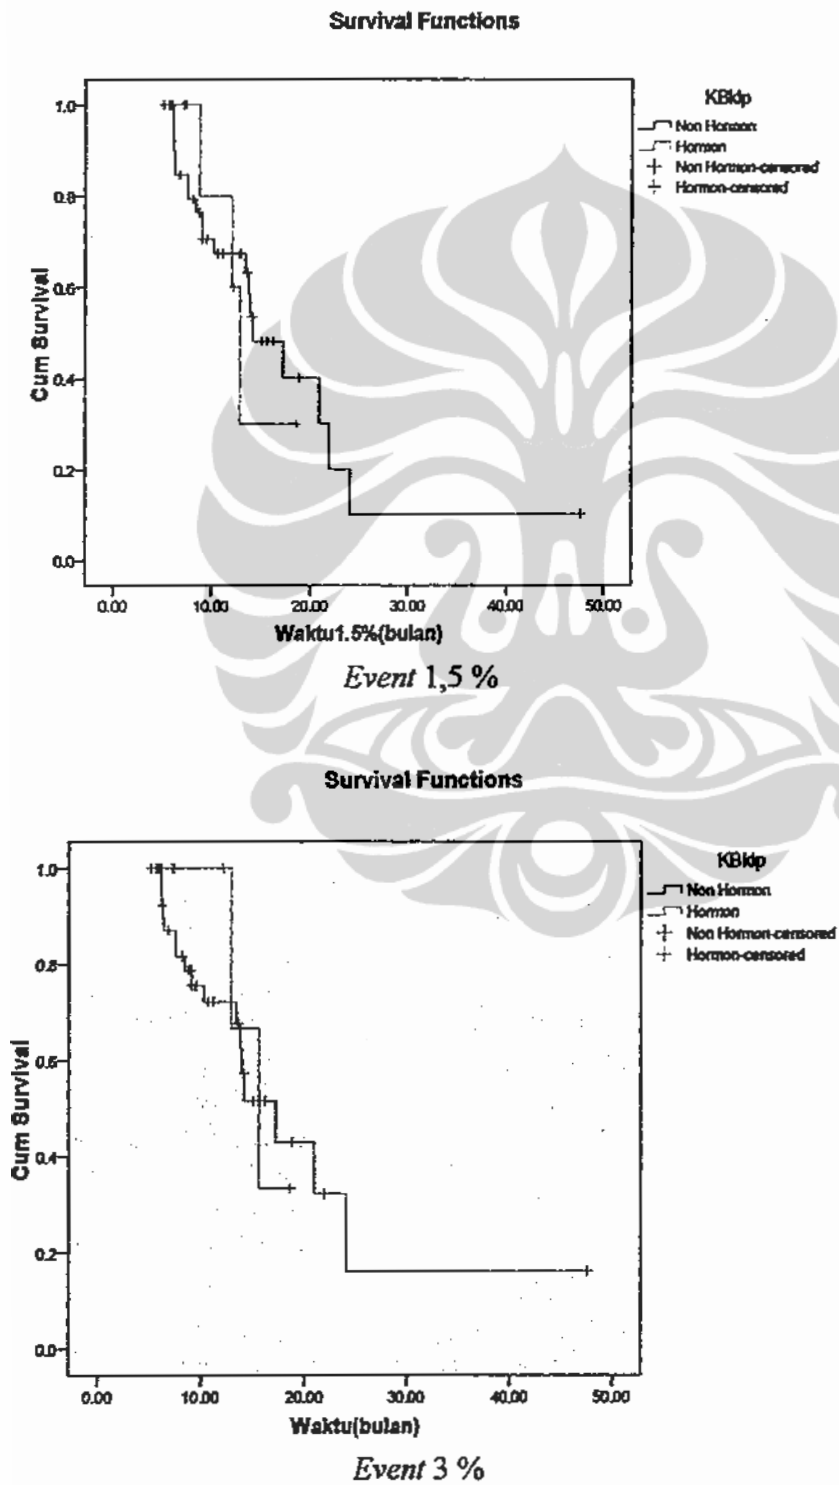 Survival Functions
KBklp
Non Hormon
Hormon
Non Hormon-censored
Hormon-censored
Cum Survival
1.0
0.8
0.6
0.4
0.2
0.0
0.00 10.00 20.00 30.00 40.00 50.00
Waktu1.5%(bulan)
Event 1,5 %
Survival Functions
KBklp
Non Hormon
Hormon
Non Hormon-censored
Hormon-censored
Cum Survival
1.0
0.8
0.6
0.4
0.2
0.0
0.00 10.00 20.00 30.00 40.00 50.00
Waktu(bulan)
Event 3 %